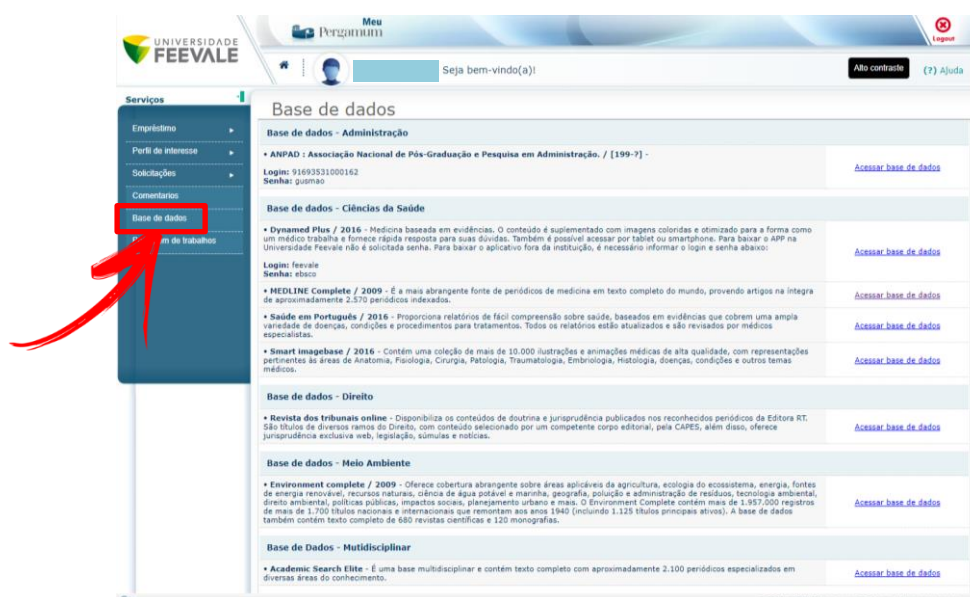 UNIVERSIDADE
FEEVALE
Meu
Pergamum
Logout
Seja bem-vindo(a)!
Alto contraste
(?) Ajuda
Serviços
Empréstimo
Perfil de interesse
Solicitações
Comentarios
Base de dados
de trabalhos
Base de dados
Base de dados - Administração
• ANPAD : Associação Nacional de Pós-Graduação e Pesquisa em Administração. / [199-?] -
Login: 91693531000162
Senha: gusmao
Acessar base de dados
Base de dados - Ciências da Saúde
• Dynamed Plus / 2016 - Medicina baseada em evidências. O conteúdo é suplementado com imagens coloridas e otimizado para a forma como
um médico trabalha e fornece rápida resposta para suas dúvidas. Também é possível acessar por tablet ou smartphone. Para baixar o APP na
Universidade Feevale não é solicitada senha. Para baixar o aplicativo fora da instituição, é necessário informar o login e senha abaixo:
Login: feevale
Senha: ebsco
Acessar base de dados
• MEDLINE Complete / 2009 - É a mais abrangente fonte de periódicos de medicina em texto completo do mundo, provendo artigos na íntegra
de aproximadamente 2.570 periódicos indexados.
Acessar base de dados
• Saúde em Português / 2016 - Proporciona relatórios de fácil compreensão sobre saúde, baseados em evidências que cobrem uma ampla
variedade de doenças, condições e procedimentos para tratamentos. Todos os relatórios estão atualizados e são revisados por médicos
especialistas.
Acessar base de dados
• Smart imagebase / 2016 - Contém uma coleção de mais de 10.000 ilustrações e animações médicas de alta qualidade, com representações
pertinentes às áreas de Anatomia, Fisiologia, Cirurgia, Patologia, Traumatologia, Embriologia, Histologia, doenças, condições e outros temas
médicos.
Acessar base de dados
Base de dados - Direito
• Revista dos tribunais online - Disponibiliza os conteúdos de doutrina e jurisprudência publicados nos reconhecidos periódicos da Editora RT.
São títulos de diversos ramos do Direito, com conteúdo selecionado por um competente corpo editorial, pela CAPES, além disso, oferece
jurisprudência exclusiva web, legislação, súmulas e notícias.
Acessar base de dados
Base de dados - Meio Ambiente
• Environment complete / 2009 - Oferece cobertura abrangente sobre áreas aplicáveis da agricultura, ecologia do ecossistema, energia, fontes
de energia renovável, recursos naturais, ciência de água potável e marinha, geografia, poluição e administração de resíduos, tecnologia ambiental,
direito ambiental, políticas públicas, impactos sociais, planejamento urbano e mais. O Environment Complete contém mais de 1.957.000 registros
de mais de 1.700 títulos nacionais e internacionais que remontam aos anos 1940 (incluindo 1.125 títulos principais ativos). A base de dados
também contém texto completo de 680 revistas científicas e 120 monografias.
Acessar base de dados
Base de Dados - Mutidisciplinar
• Academic Search Elite - É uma base multidisciplinar e contém texto completo com aproximadamente 2.100 periódicos especializados em
diversas áreas do conhecimento.
Acessar base de dados